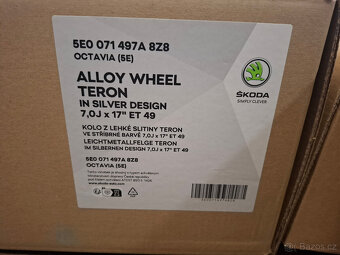 5E0 071 497A 8Z8
OCTAVIA (5E)
ALLOY WHEEL
TERON
IN SILVER DESIGN
7,0J x 17" ET 49
ŠKODA
SIMPLY CLEVER
KOLO Z LEHKÉ SLITINY TERON
VE STŘÍBRNÉ BARVĚ 7,0J x 17" ET 49
LEICHTMETALLFELGE TERON
IM SILBERNEN DESIGN 7,0J x 17" ET 49
5E0 071 497A 8Z8
OCTAVIA (5E)
www.skoda-auto.com
Bazoš.cz